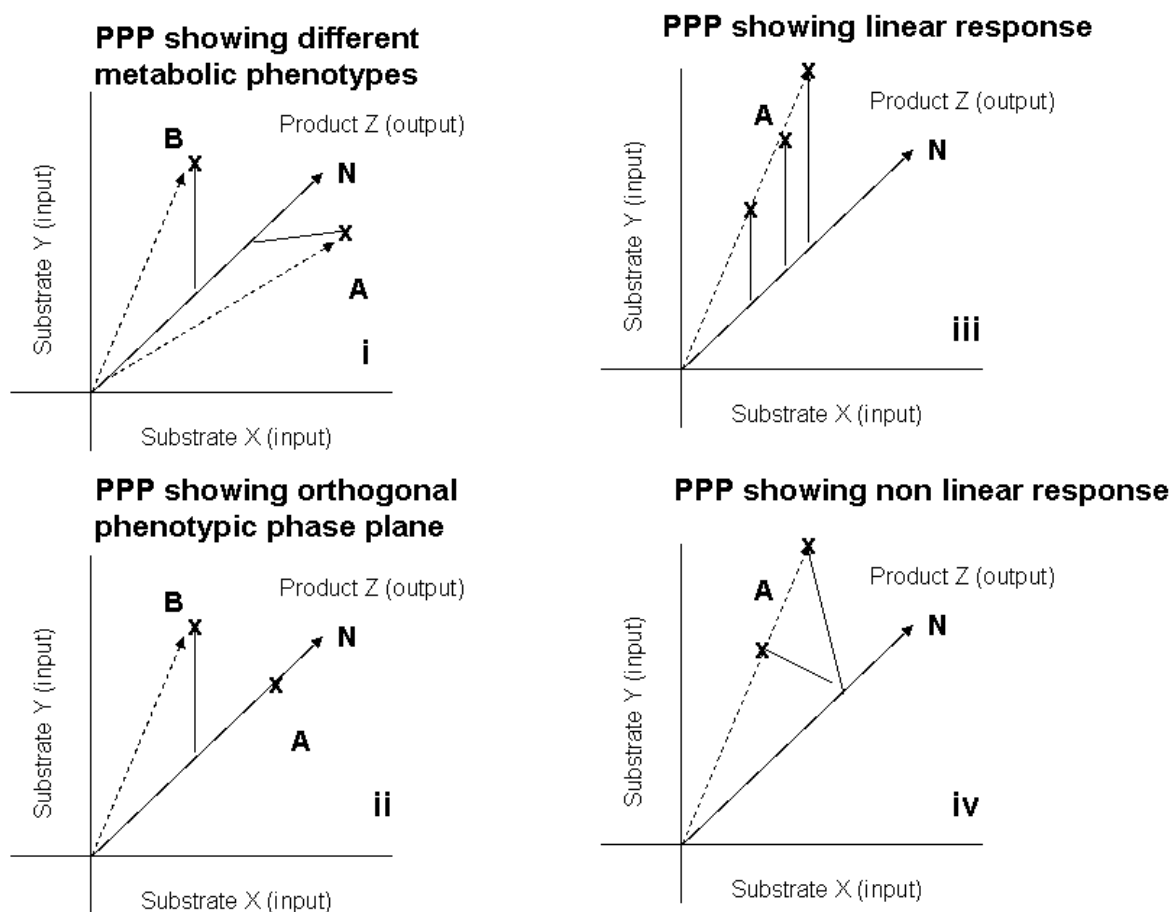 PPP showing different
metabolic phenotypes
Product Z (output)
B
X
N
X
A
i
Substrate Y (input)
Substrate X (input)
PPP showing linear response
X
Product Z (output)
A
X
N
X
iii
Substrate Y (input)
Substrate X (input)
PPP showing orthogonal
phenotypic phase plane
Product Z (output)
B
X
N
X
A
ii
Substrate Y (input)
Substrate X (input)
PPP showing non linear response
X
Product Z (output)
A
N
X
iv
Substrate Y (input)
Substrate X (input)